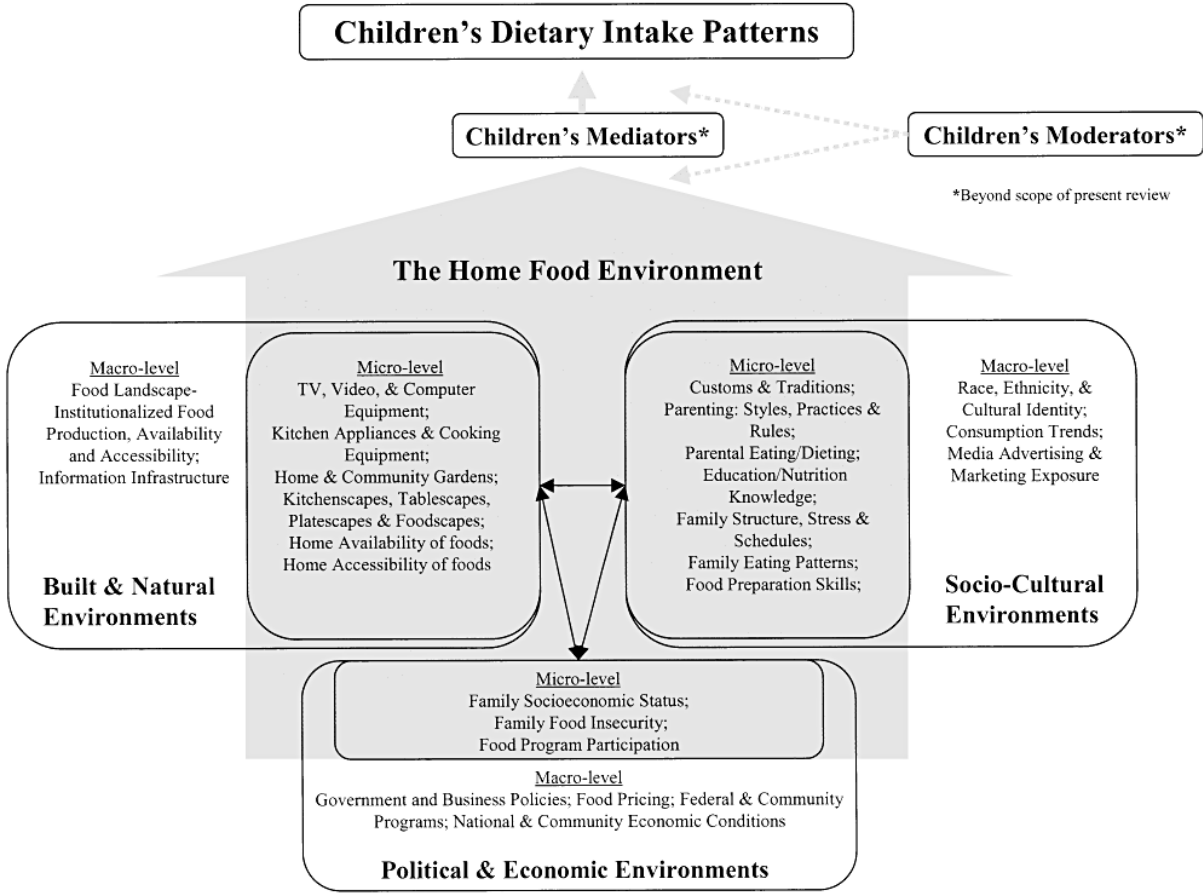 Children's Dietary Intake Patterns
Children's Mediators*
Children's Moderators*
*Beyond scope of present review
The Home Food Environment
Macro-level
Food Landscape-
Institutionalized Food
Production, Availability
and Accessibility;
Information Infrastructure
Built & Natural
Environments
Micro-level
TV, Video, & Computer
Equipment;
Kitchen Appliances & Cooking
Equipment;
Home & Community Gardens;
Kitchenscapes, Tablescapes,
Platescapes & Foodscapes;
Home Availability of foods;
Home Accessibility of foods
Micro-level
Customs & Traditions;
Parenting: Styles, Practices &
Rules;
Parental Eating/Dieting;
Education/Nutrition
Knowledge;
Family Structure, Stress &
Schedules;
Family Eating Patterns;
Food Preparation Skills;
Macro-level
Race, Ethnicity, &
Cultural Identity;
Consumption Trends;
Media Advertising &
Marketing Exposure
Socio-Cultural
Environments
Micro-level
Family Socioeconomic Status;
Family Food Insecurity;
Food Program Participation
Macro-level
Government and Business Policies; Food Pricing; Federal & Community
Programs; National & Community Economic Conditions
Political & Economic Environments